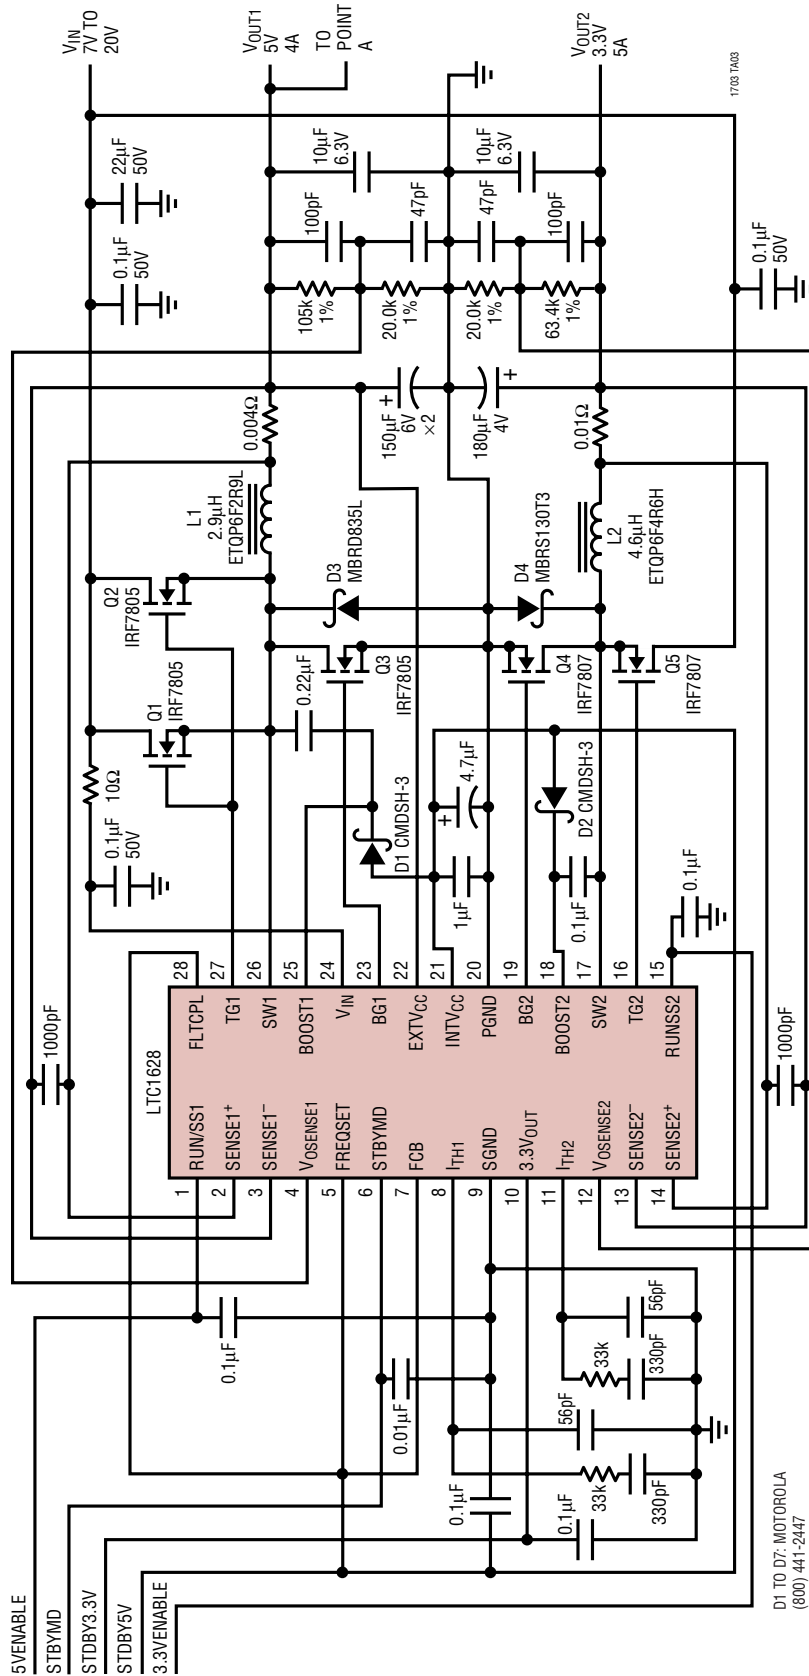 VIN
7V TO
20V
VOUT1
5V
4A
TO
POINT
A
VOUT2
3.3V
5A
1703 TA03
22µF
50V
0.1µF
50V
10µF
6.3V
10µF
6.3V
100pF
47pF
47pF
100pF
105k
1%
20.0k
1%
20.0k
1%
63.4k
1%
0.1µF
50V
0.004Ω
150µF
6V
×2
+
180µF
4V
+
0.01Ω
L1
2.9µH
ETQP6F2R9L
L2
4.6µH
ETQP6F4R6H
Q2
IRF7805
D3
MBRD835L
D4
MBRS130T3
Q1
IRF7805
Q3
IRF7805
Q4
IRF7807
Q5
IRF7807
10Ω
0.22µF
0.1µF
50V
D1 CMDSH-3
4.7µF
+
1µF
D2 CMDSH-3
0.1µF
0.1µF
1000pF
LTC1628
1000pF
28 FLTCPL
27 TG1
26 SW1
25 BOOST1
24 VIN
23 BG1
22 EXTVCC
21 INTVCC
20 PGND
19 BG2
18 BOOST2
17 SW2
16 TG2
15 RUNSS2
1 RUN/SS1
2 SENSE1+
3 SENSE1–
4 VOSENSE1
5 FREQSET
6 STBYMD
7 FCB
8 ITH1
9 SGND
10 3.3VOUT
11 ITH2
12 VOSENSE2
13 SENSE2–
14 SENSE2+
0.1µF
0.01µF
0.1µF
56pF
33k
330pF
56pF
33k
330pF
0.1µF
5VENABLE
STBYMD
STDBY3.3V
STDBY5V
3.3VENABLE
D1 TO D7: MOTOROLA
(800) 441-2447